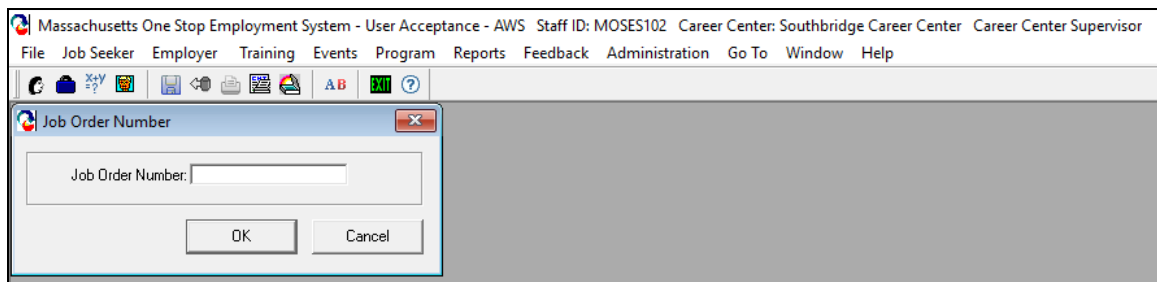 Massachusetts One Stop Employment System - User Acceptance - AWS Staff ID: MOSES102 Career Center: Southbridge Career Center Career Center Supervisor
File Job Seeker Employer Training Events Program Reports Feedback Administration Go To Window Help
X+Y =? A B EXIT ?
Job Order Number
Job Order Number:
OK Cancel